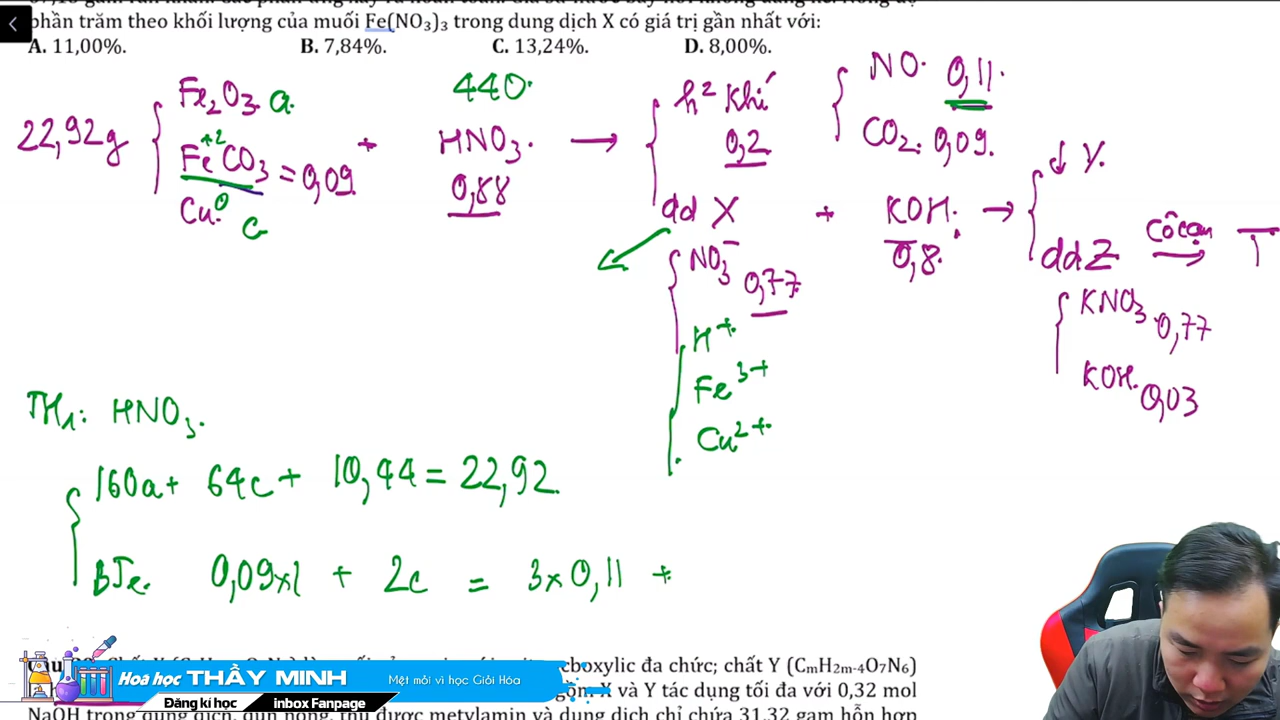 phần trăm theo khối lượng của muối Fe(NO₃)₃ trong dung dịch X có giá trị gần nhất với:
A. 11,00%. B. 7,84%. C. 13,24%. D. 8,00%.
22,92g
Fe₂O₃ a
+2
FeCO₃ = 0,09
Cu⁰ c
+
440
HNO₃
0,88
→
h² khí
0,2
NO 0,11
CO₂ 0,09
dd X + KOH →
0,8
↓ Y
dd Z cô cạn → T
NO₃⁻ 0,77
H⁺
Fe³⁺
Cu²⁺
KNO₃ 0,77
KOH 0,03
TH₁: HNO₃
160a + 64c + 10,44 = 22,92
BTe 0,09x1 + 2c = 3x0,11 +
Hoá học THẦY MINH
Mệt mỏi vì học Giỏi Hóa
Đăng kí học inbox Fanpage
cboxylic đa chức; chất Y (CₘH₂ₘ₋₄O₇N₆)
X và Y tác dụng tối đa với 0,32 mol
NaOH trong dung dịch, đun nóng, thu được metylamin và dung dịch chỉ chứa 31,32 gam hỗn hợp